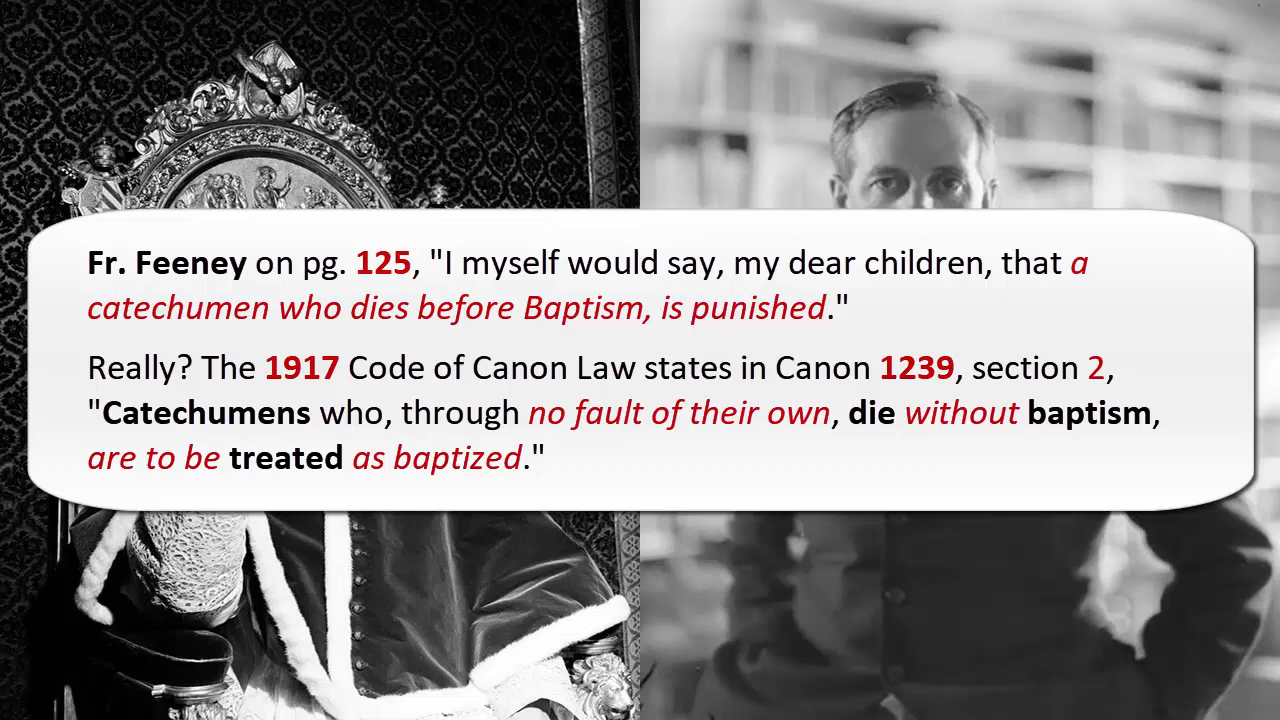 Fr. Feeney on pg. 125, "I myself would say, my dear children, that a
catechumen who dies before Baptism, is punished."
Really? The 1917 Code of Canon Law states in Canon 1239, section 2,
"Catechumens who, through no fault of their own, die without baptism,
are to be treated as baptized."